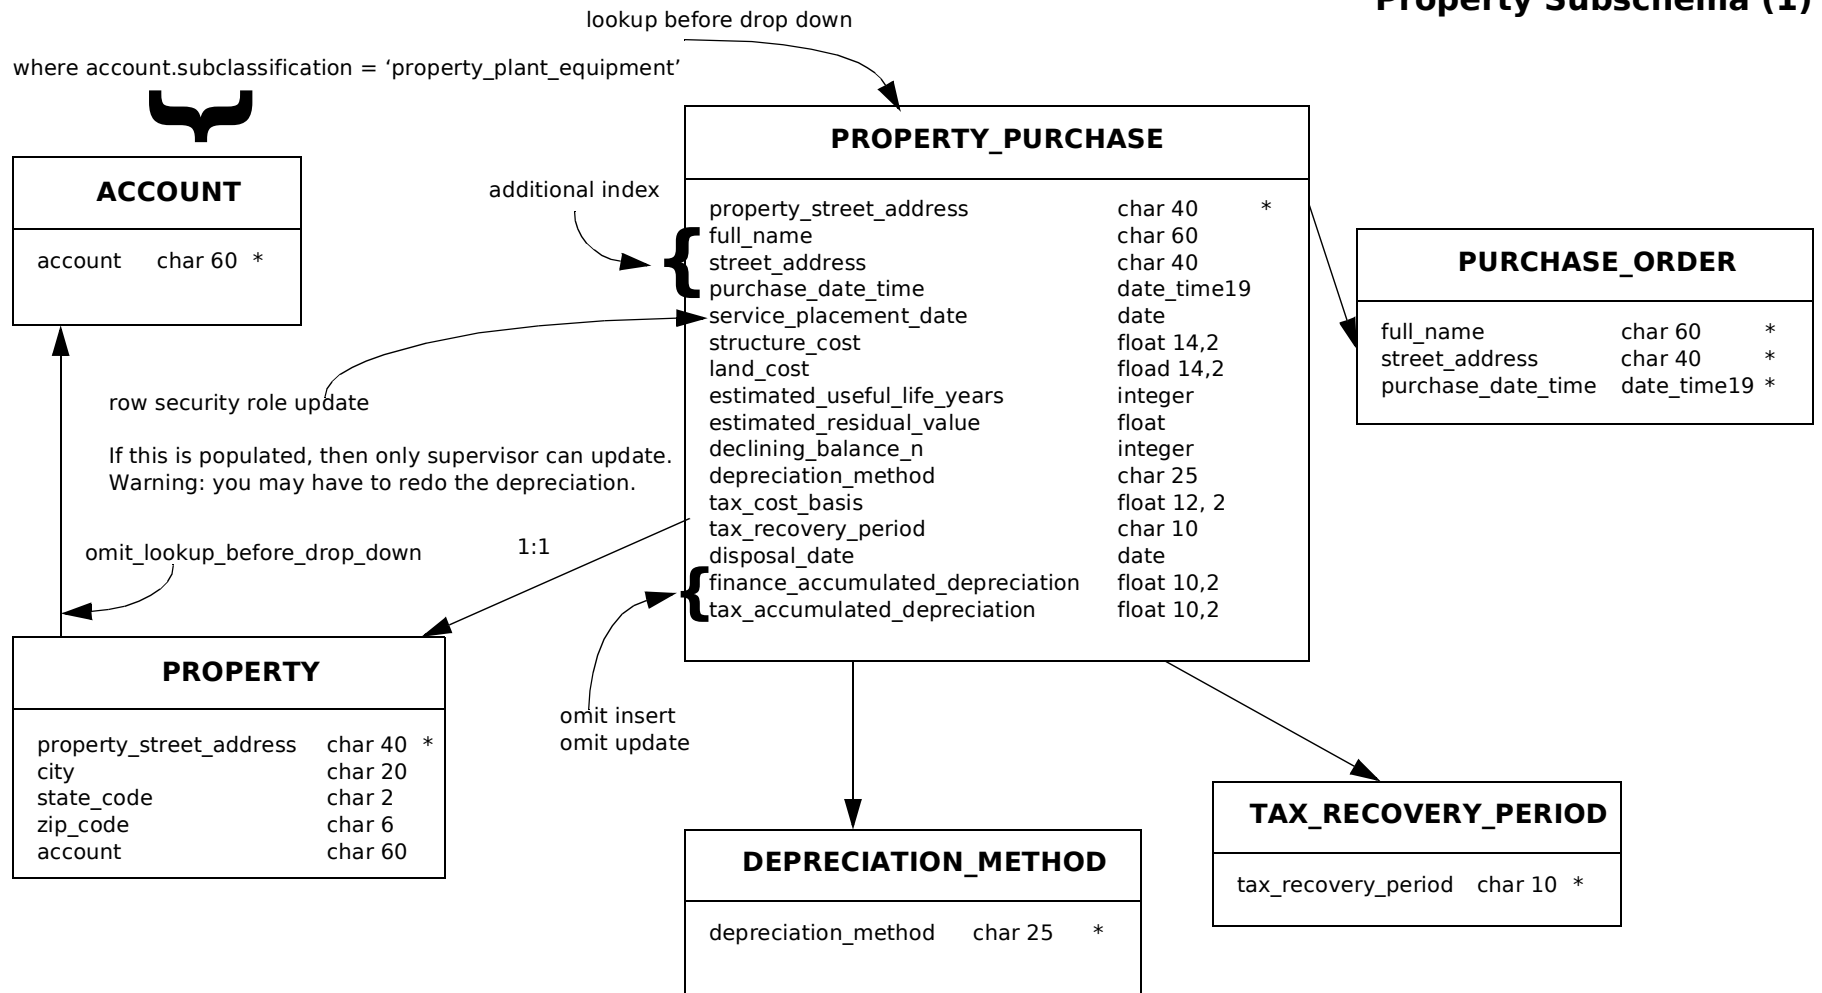 Property Subschema (1)
lookup before drop down
where account.subclassification = ‘property_plant_equipment’
PROPERTY_PURCHASE
property_street_address char 40 *
full_name char 60
street_address char 40
purchase_date_time date_time19
service_placement_date date
structure_cost float 14,2
land_cost fload 14,2
estimated_useful_life_years integer
estimated_residual_value float
declining_balance_n integer
depreciation_method char 25
tax_cost_basis float 12, 2
tax_recovery_period char 10
disposal_date date
finance_accumulated_depreciation float 10,2
tax_accumulated_depreciation float 10,2
ACCOUNT
account char 60 *
additional index
PURCHASE_ORDER
full_name char 60 *
street_address char 40 *
purchase_date_time date_time19 *
row security role update
If this is populated, then only supervisor can update.
Warning: you may have to redo the depreciation.
omit_lookup_before_drop_down
1:1
PROPERTY
property_street_address char 40 *
city char 20
state_code char 2
zip_code char 6
account char 60
omit insert
omit update
DEPRECIATION_METHOD
depreciation_method char 25 *
TAX_RECOVERY_PERIOD
tax_recovery_period char 10 *